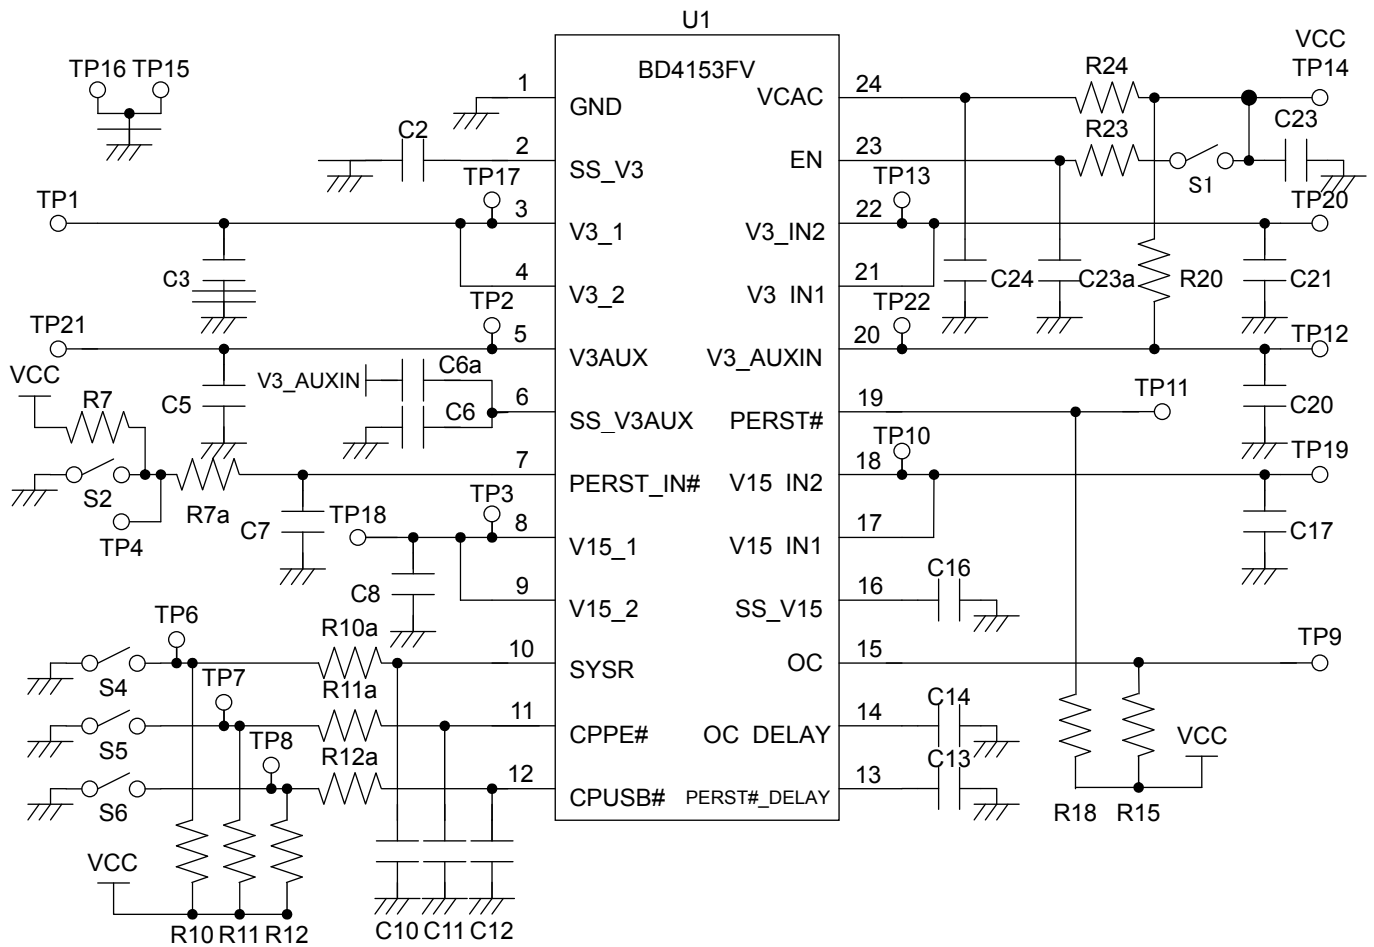 U1
BD4153FV
TP16 TP15
1
GND
C2
2
SS_V3
TP17
TP1
3
V3_1
4
V3_2
C3
TP2
TP21
5
V3AUX
VCC
V3_AUXIN
C6a
C6
6
SS_V3AUX
R7
C5
7
PERST_IN#
S2
R7a
TP4
C7
TP18
TP3
8
V15_1
9
V15_2
C8
TP6
R10a
10
SYSR
S4
TP7
R11a
11
CPPE#
S5
TP8
R12a
12
CPUSB#
S6
VCC
R10 R11 R12
C10 C11 C12
VCC
TP14
R24
24
VCAC
C23
R23
23
EN
S1
TP13
TP20
22
V3_IN2
21
V3 IN1
C24
C23a
R20
C21
TP22
TP12
20
V3_AUXIN
TP11
19
PERST#
C20
TP10
TP19
18
V15 IN2
17
V15 IN1
C17
C16
16
SS_V15
TP9
15
OC
C14
14
OC DELAY
VCC
C13
13
PERST#_DELAY
R18 R15